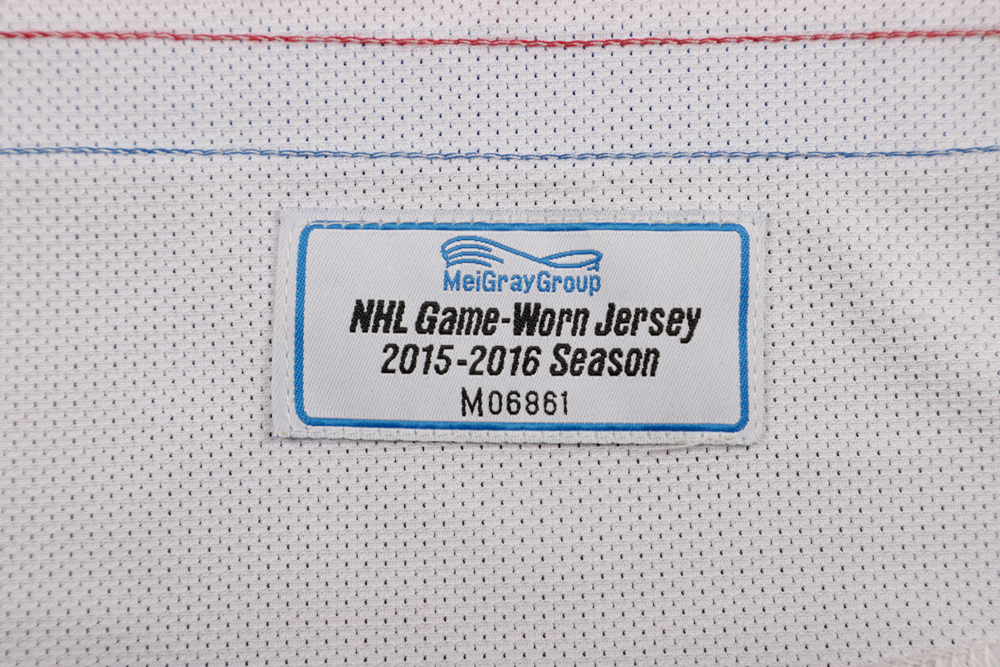 MeiGrayGroup
NHL Game-Worn Jersey
2015-2016 Season
M06861